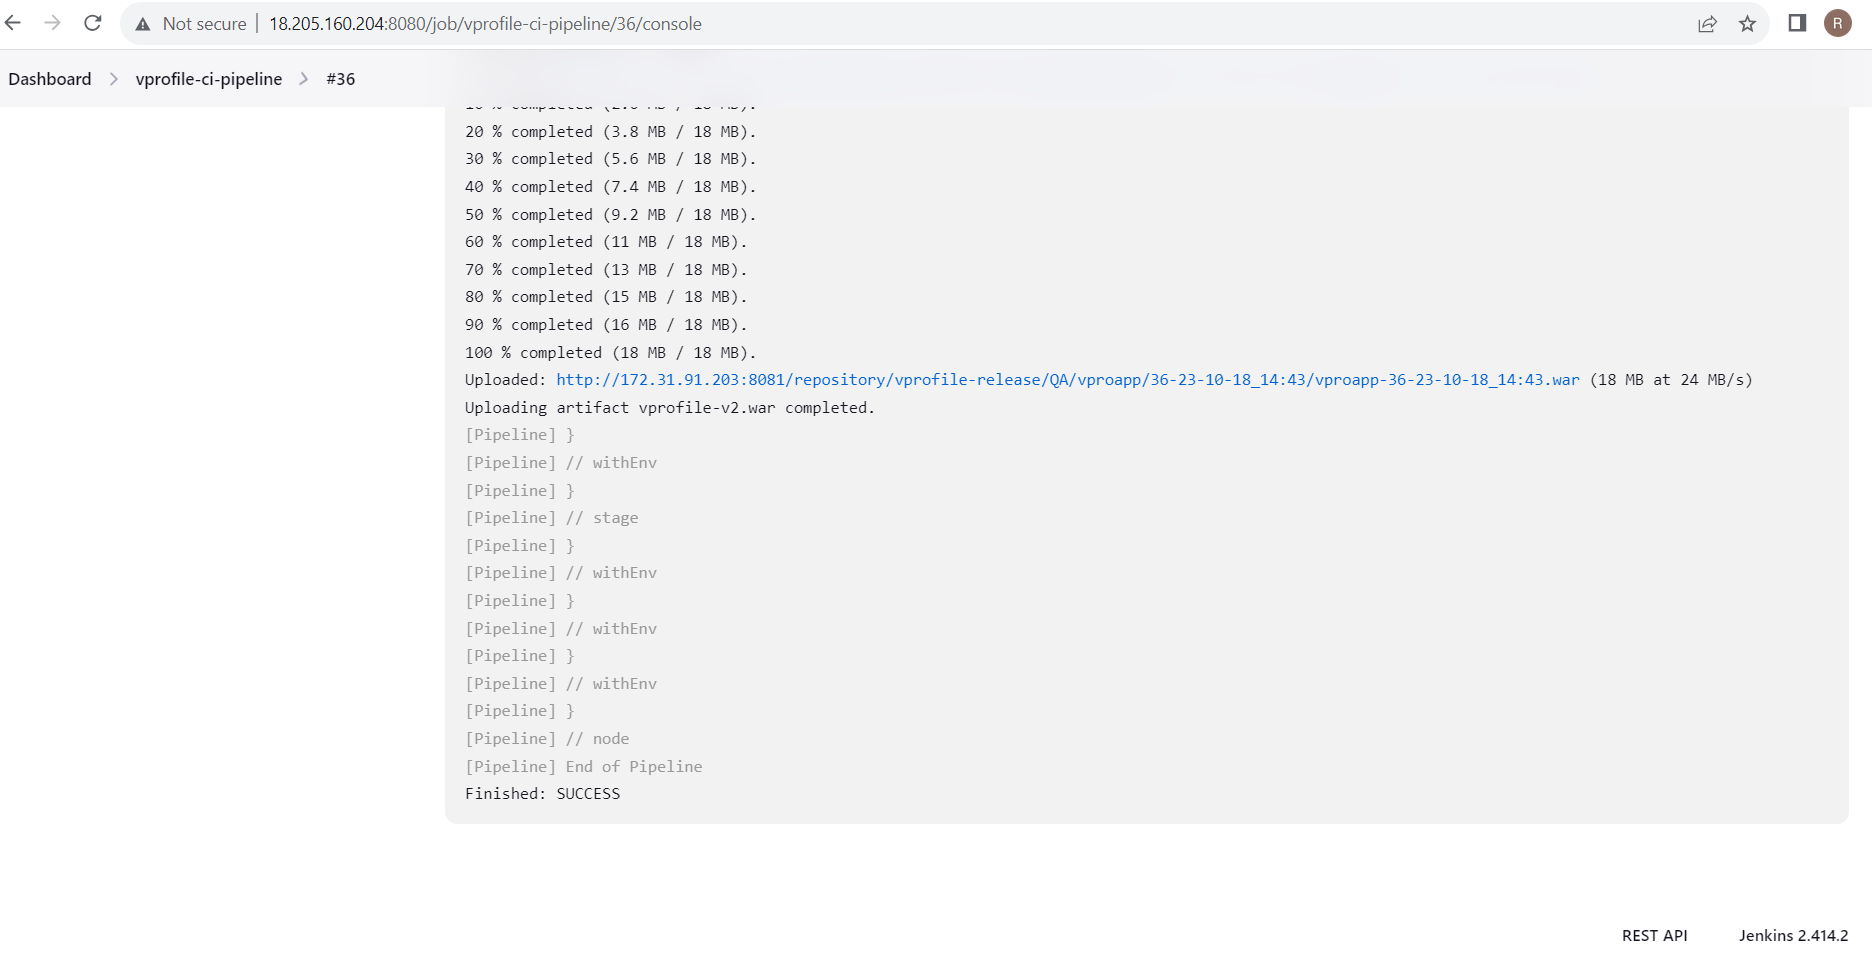 Not secure | 18.205.160.204:8080/job/vprofile-ci-pipeline/36/console
R
Dashboard > vprofile-ci-pipeline > #36
20 % completed (3.8 MB / 18 MB).
30 % completed (5.6 MB / 18 MB).
40 % completed (7.4 MB / 18 MB).
50 % completed (9.2 MB / 18 MB).
60 % completed (11 MB / 18 MB).
70 % completed (13 MB / 18 MB).
80 % completed (15 MB / 18 MB).
90 % completed (16 MB / 18 MB).
100 % completed (18 MB / 18 MB).
Uploaded: http://172.31.91.203:8081/repository/vprofile-release/QA/vproapp/36-23-10-18_14:43/vproapp-36-23-10-18_14:43.war (18 MB at 24 MB/s)
Uploading artifact vprofile-v2.war completed.
[Pipeline] }
[Pipeline] // withEnv
[Pipeline] }
[Pipeline] // stage
[Pipeline] }
[Pipeline] // withEnv
[Pipeline] }
[Pipeline] // withEnv
[Pipeline] }
[Pipeline] // withEnv
[Pipeline] }
[Pipeline] // node
[Pipeline] End of Pipeline
Finished: SUCCESS
REST API Jenkins 2.414.2